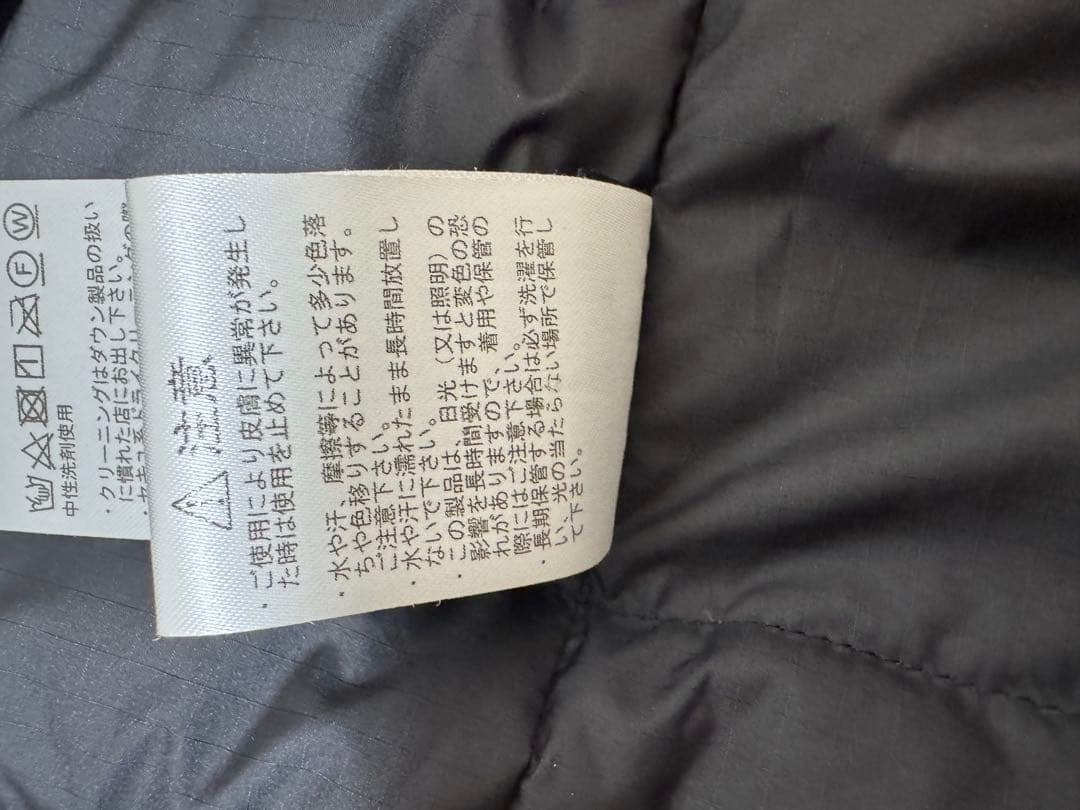 F W
中性洗剤使用
・クリーニングはダウン製品の扱い
に慣れた店にお出し下さい。
注意
・ご使用により皮膚に異常が発生し
た時は使用を止めて下さい。
・水や汗、摩擦等によって多少色落
ちや色移りすることがあります。
ご注意下さい。
・水や汗に濡れたまま長時間放置し
ないで下さい。
・この製品は、日光(又は照明)の
影響を長時間受けますと変色の恐
れがありますので、着用や保管の
際にはご注意下さい。
・長期保管する場合は必ず洗濯を行
い、光の当たらない場所で保管し
て下さい。